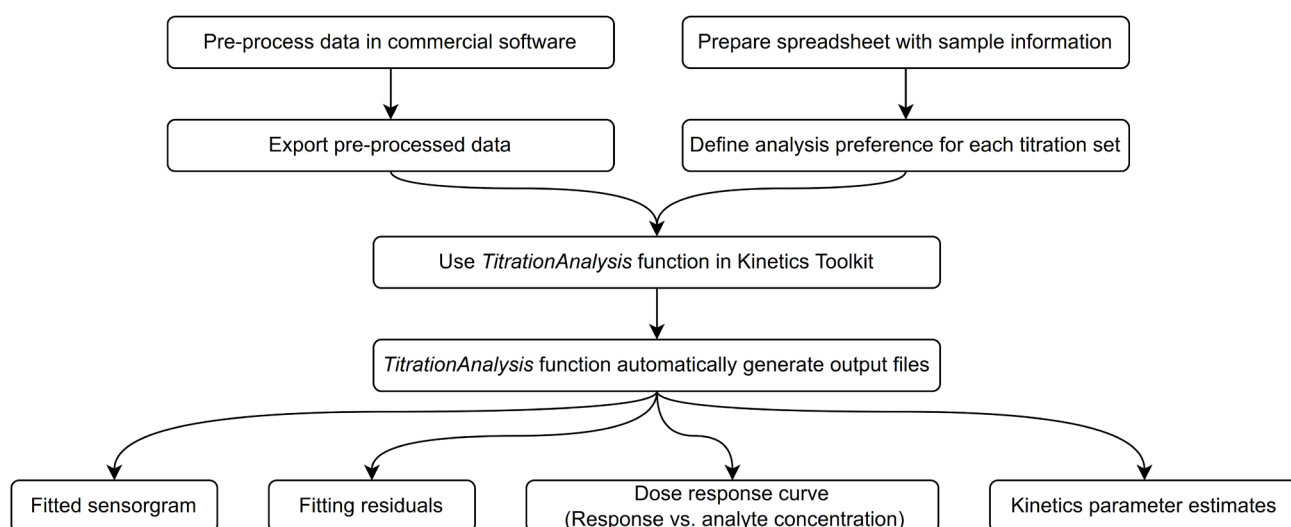 Pre-process data in commercial software
Prepare spreadsheet with sample information
Export pre-processed data
Define analysis preference for each titration set
Use TitrationAnalysis function in Kinetics Toolkit
TitrationAnalysis function automatically generate output files
Fitted sensorgram
Fitting residuals
Dose response curve
(Response vs. analyte concentration)
Kinetics parameter estimates